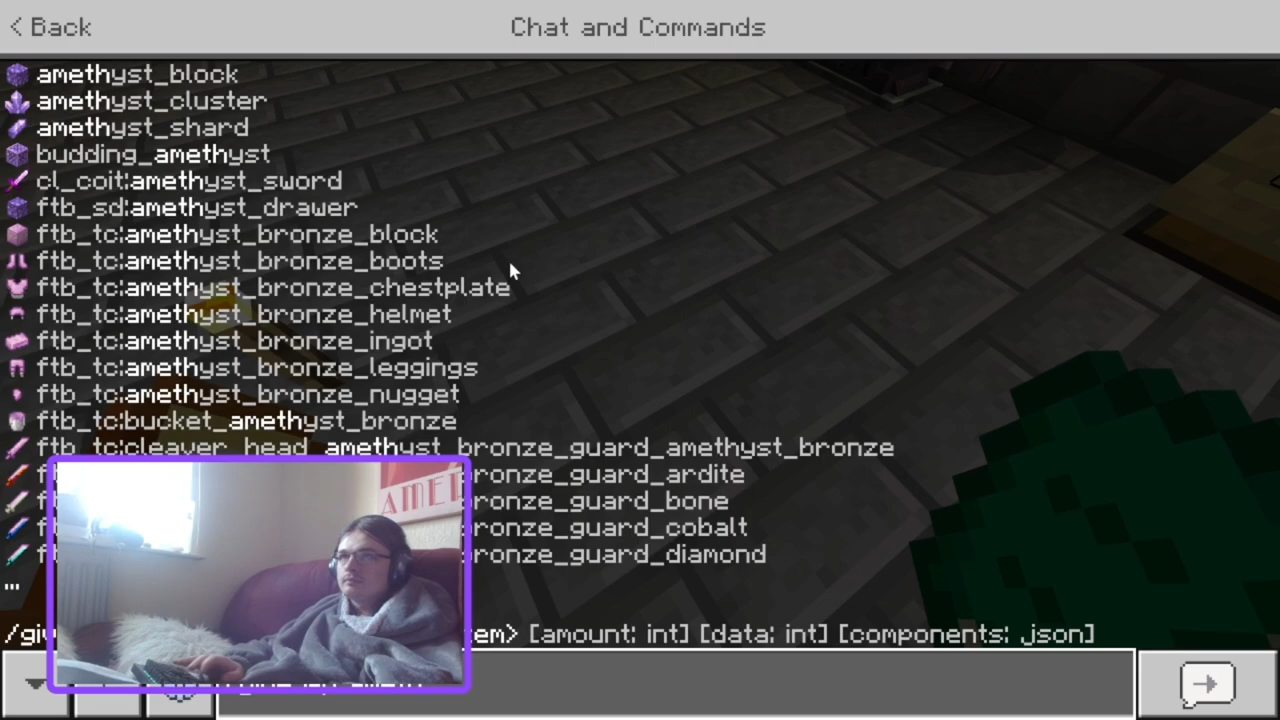 < Back
Chat and Commands
amethyst_block
amethyst_cluster
amethyst_shard
budding_amethyst
cl_coit:amethyst_sword
ftb_sd:amethyst_drawer
ftb_tc:amethyst_bronze_block
ftb_tc:amethyst_bronze_boots
ftb_tc:amethyst_bronze_chestplate
ftb_tc:amethyst_bronze_helmet
ftb_tc:amethyst_bronze_ingot
ftb_tc:amethyst_bronze_leggings
ftb_tc:amethyst_bronze_nugget
ftb_tc:bucket_amethyst_bronze
ftb_tc:cleaver_head_amethyst_bronze_guard_amethyst_bronze
bronze_guard_ardite
bronze_guard_bone
bronze_guard_cobalt
bronze_guard_diamond
...
/giv
tem> [amount: int] [data: int] [components: json]
AMER